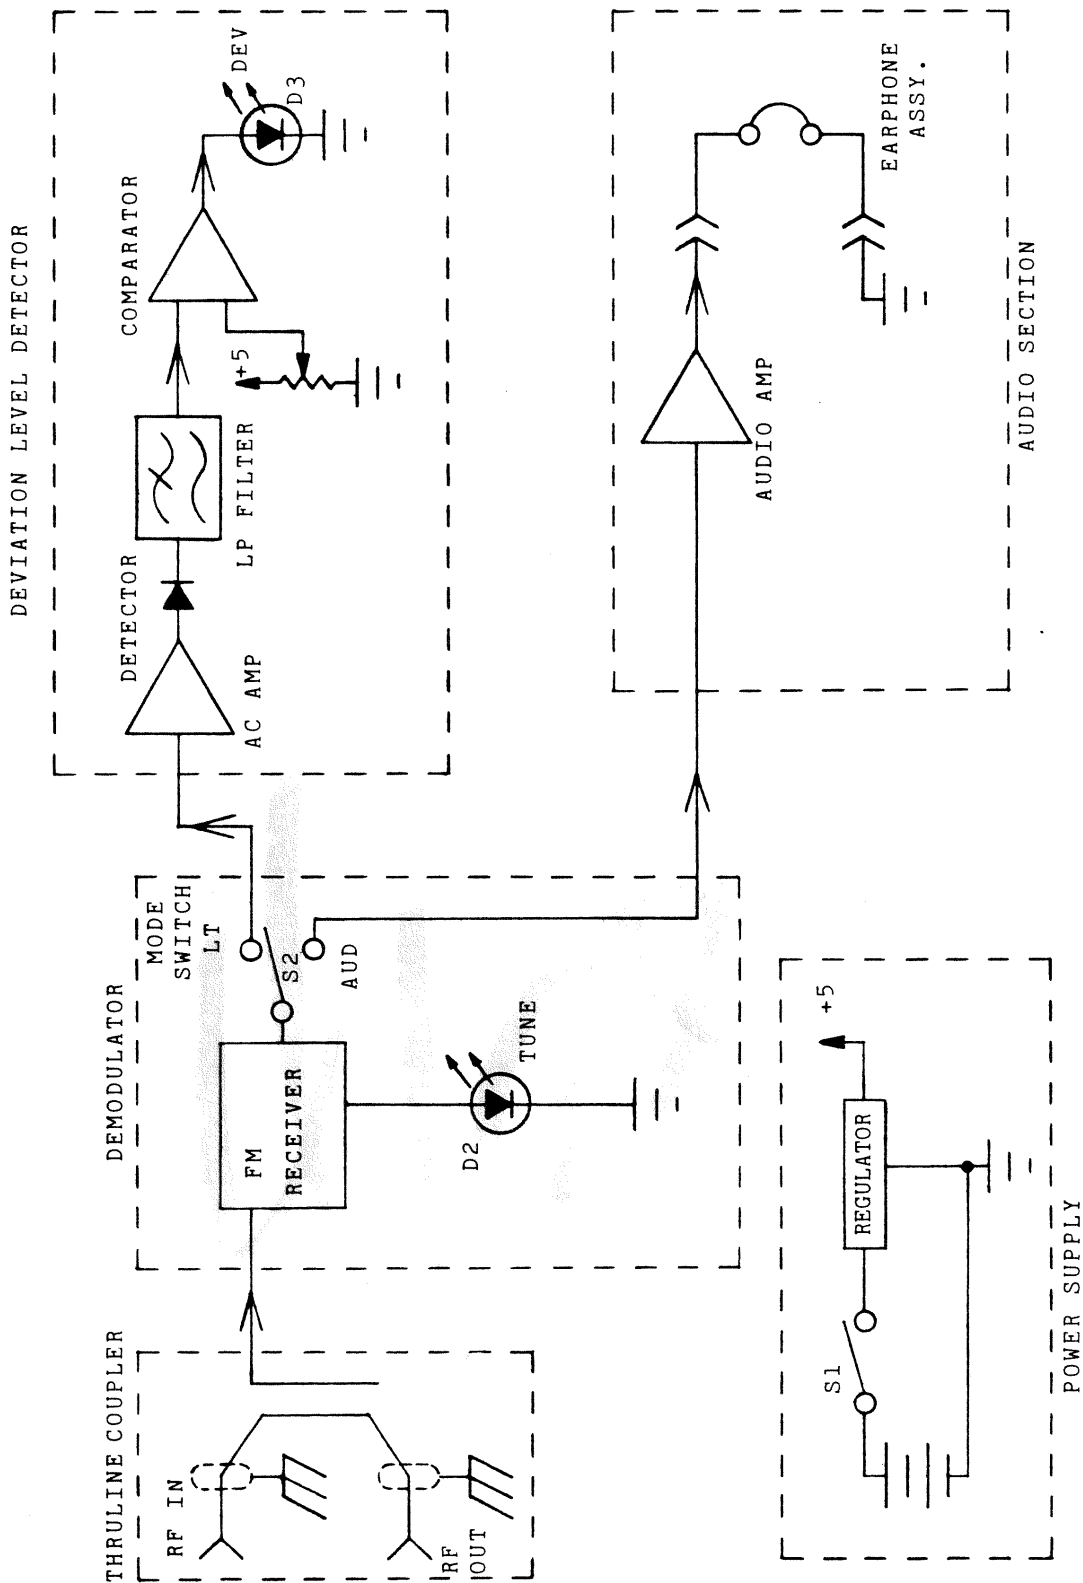 THRULINE COUPLER
RF IN
RF
OUT
DEMODULATOR
FM
RECEIVER
MODE
SWITCH
LT
S2
AUD
D2
TUNE
DEVIATION LEVEL DETECTOR
AC AMP
DETECTOR
LP FILTER
COMPARATOR
+5
DEV
D3
AUDIO AMP
EARPHONE
ASSY.
AUDIO SECTION
S1
REGULATOR
+5
POWER SUPPLY